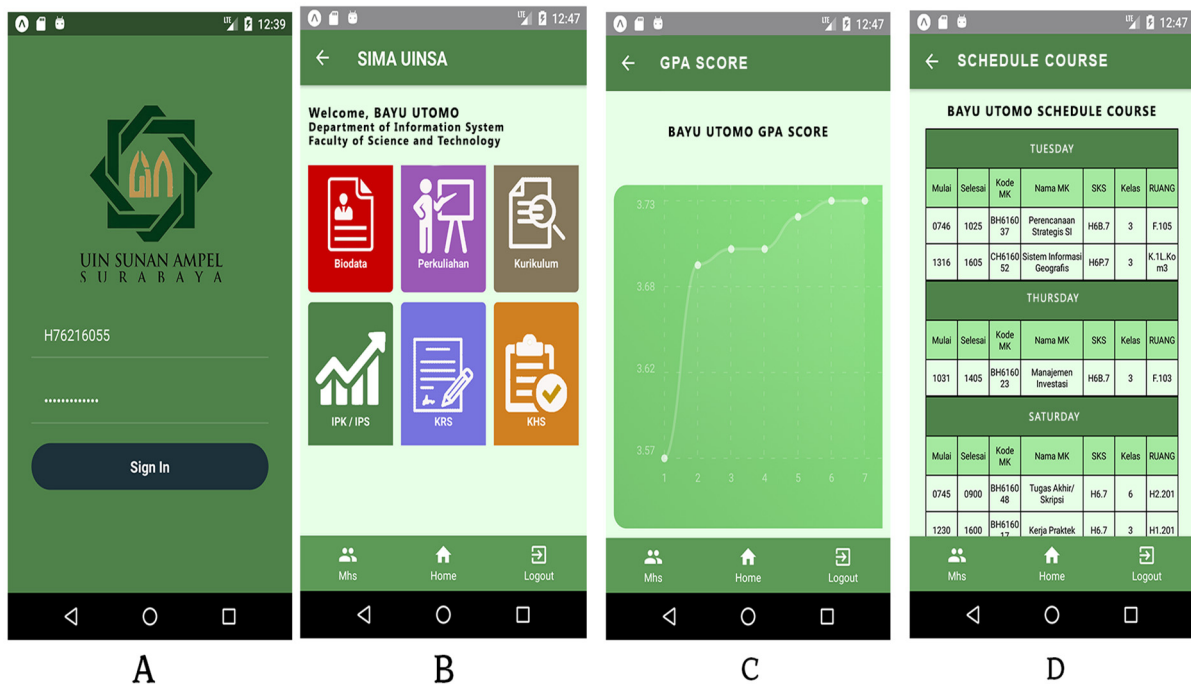 LTE 12:39
UIN SUNAN AMPEL
SURABAYA
H76216055
•••••••••••••
Sign In
A
LTE 12:47
SIMA UINSA
Welcome, BAYU UTOMO
Department of Information System
Faculty of Science and Technology
Biodata Perkuliahan Kurikulum
IPK / IPS KRS KHS
Mhs Home Logout
B
LTE 12:47
GPA SCORE
BAYU UTOMO GPA SCORE
3.73
3.68
3.62
3.57
1 2 3 4 5 6 7
Mhs Home Logout
C
LTE 12:47
SCHEDULE COURSE
BAYU UTOMO SCHEDULE COURSE
TUESDAY
Mulai Selesai Kode MK Nama MK SKS Kelas RUANG
0746 1025 BH616037 Perencanaan Strategis SI H6B.7 3 F.105
1316 1605 CH616052 Sistem Informasi Geografis H6P.7 3 K.1L.Kom3
THURSDAY
Mulai Selesai Kode MK Nama MK SKS Kelas RUANG
1031 1405 BH616023 Manajemen Investasi H6B.7 3 F.103
SATURDAY
Mulai Selesai Kode MK Nama MK SKS Kelas RUANG
0745 0900 BH616048 Tugas Akhir/ Skripsi H6.7 6 H2.201
1230 1600 BH616017 Kerja Praktek H6.7 3 H1.201
Mhs Home Logout
D